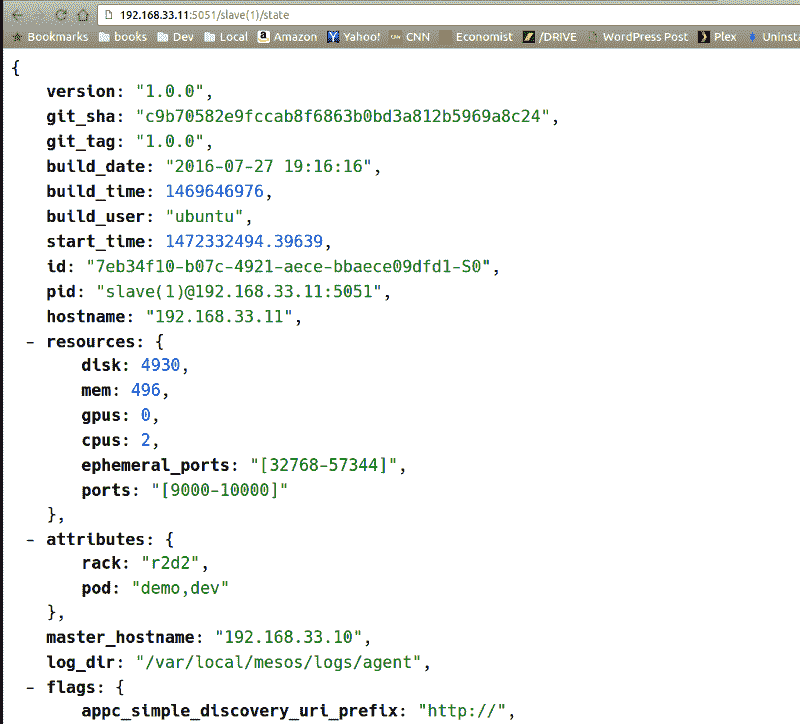 192.168.33.11:5051/slave(1)/state
Bookmarks books Dev Local Amazon Yahoo! CNN Economist /DRIVE WordPress Post Plex Uninsta
{
version: "1.0.0",
git_sha: "c9b70582e9fccab8f6863b0bd3a812b5969a8c24",
git_tag: "1.0.0",
build_date: "2016-07-27 19:16:16",
build_time: 1469646976,
build_user: "ubuntu",
start_time: 1472332494.39639,
id: "7eb34f10-b07c-4921-aece-bbaece09dfd1-S0",
pid: "slave(1)@192.168.33.11:5051",
hostname: "192.168.33.11",
- resources: {
disk: 4930,
mem: 496,
gpus: 0,
cpus: 2,
ephemeral_ports: "[32768-57344]",
ports: "[9000-10000]"
},
- attributes: {
rack: "r2d2",
pod: "demo,dev"
},
master_hostname: "192.168.33.10",
log_dir: "/var/local/mesos/logs/agent",
- flags: {
appc_simple_discovery_uri_prefix: "http://",